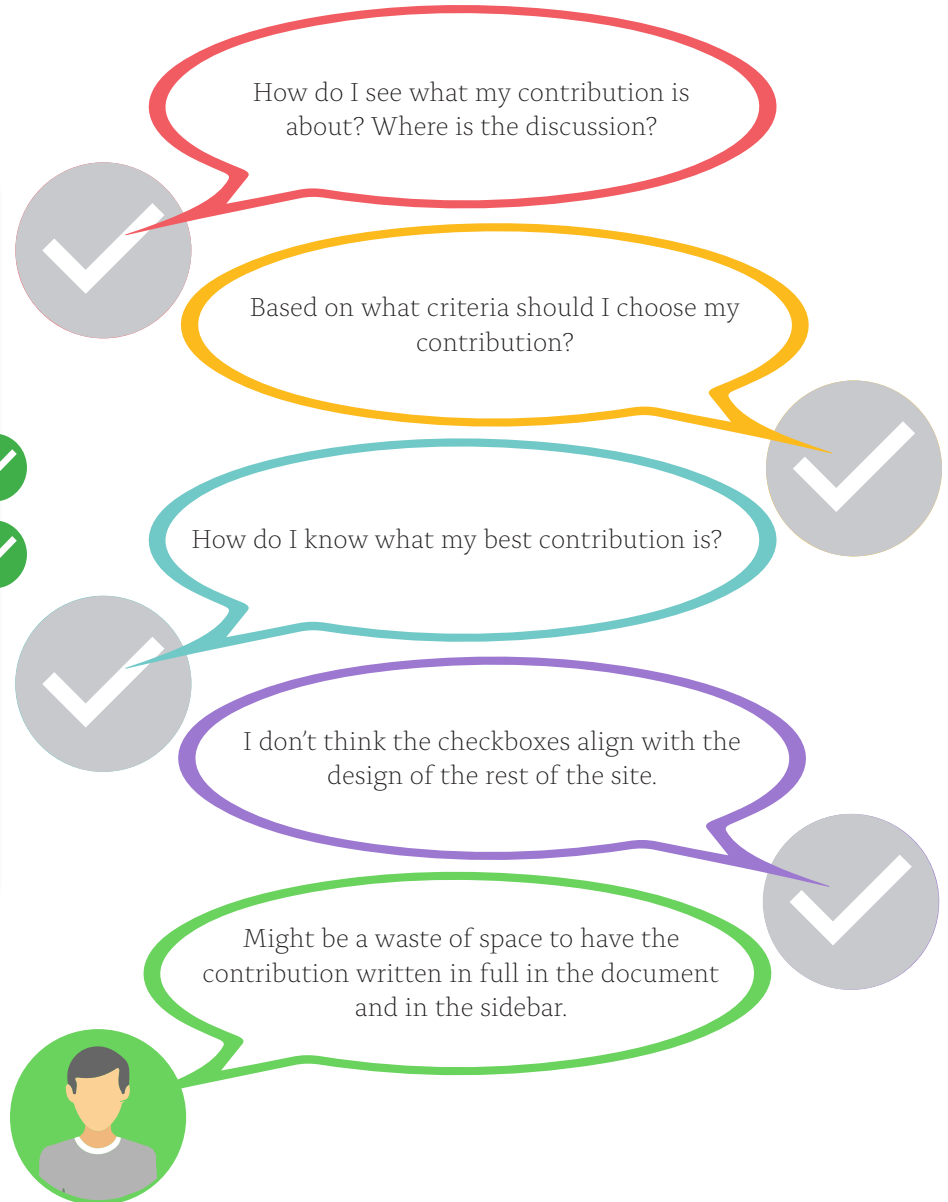 How do I see what my contribution is
about? Where is the discussion?
Based on what criteria should I choose my
contribution?
How do I know what my best contribution is?
I don’t think the checkboxes align with the
design of the rest of the site.
Might be a waste of space to have the
contribution written in full in the document
and in the sidebar.